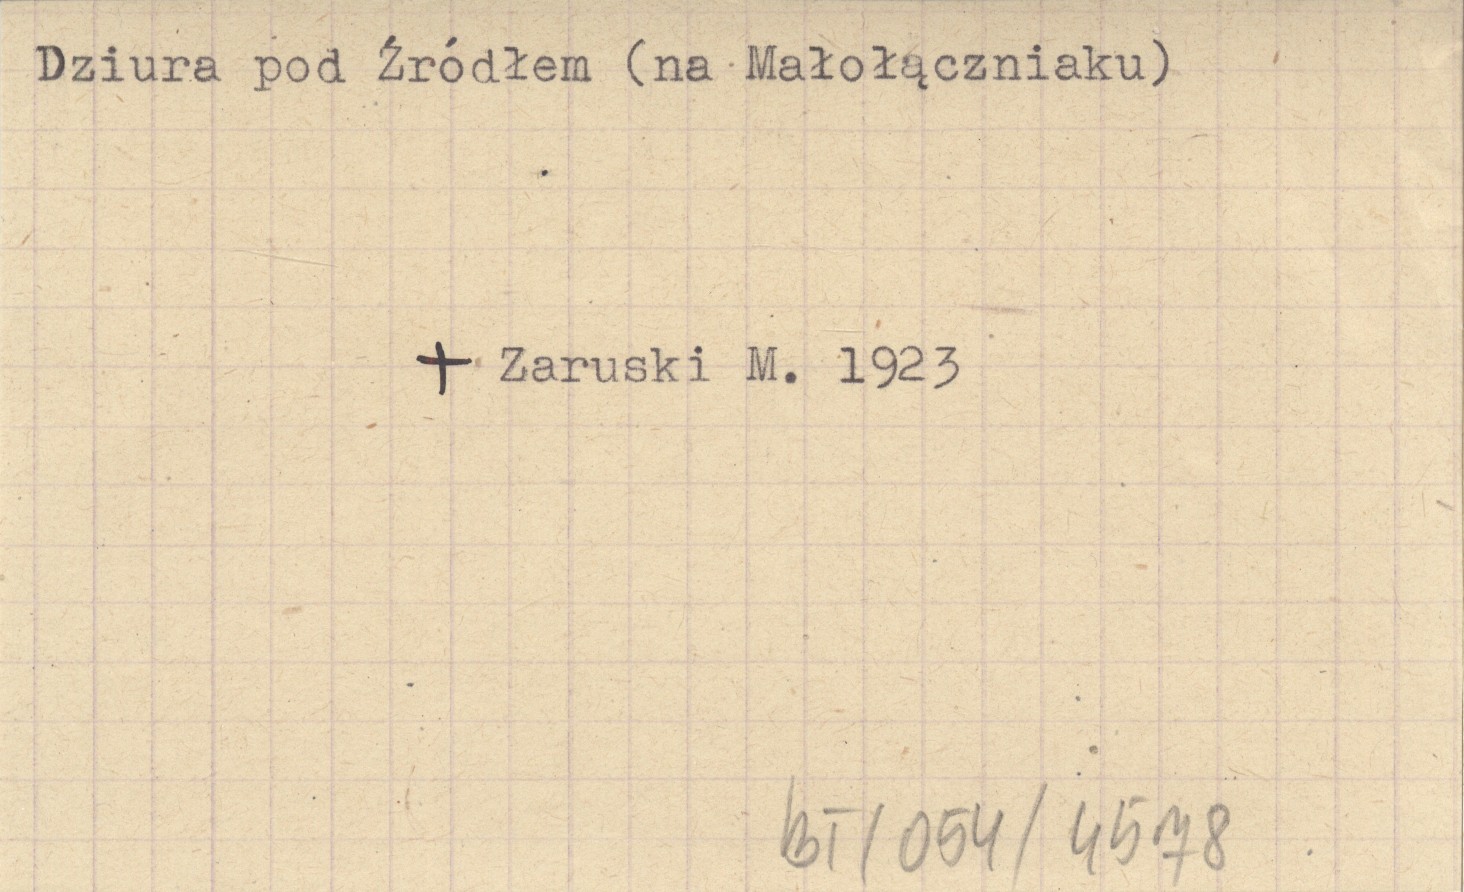 Dziura pod Źródłem (na Małołączniaku)
+ Zaruski M. 1923
BT/054/4578